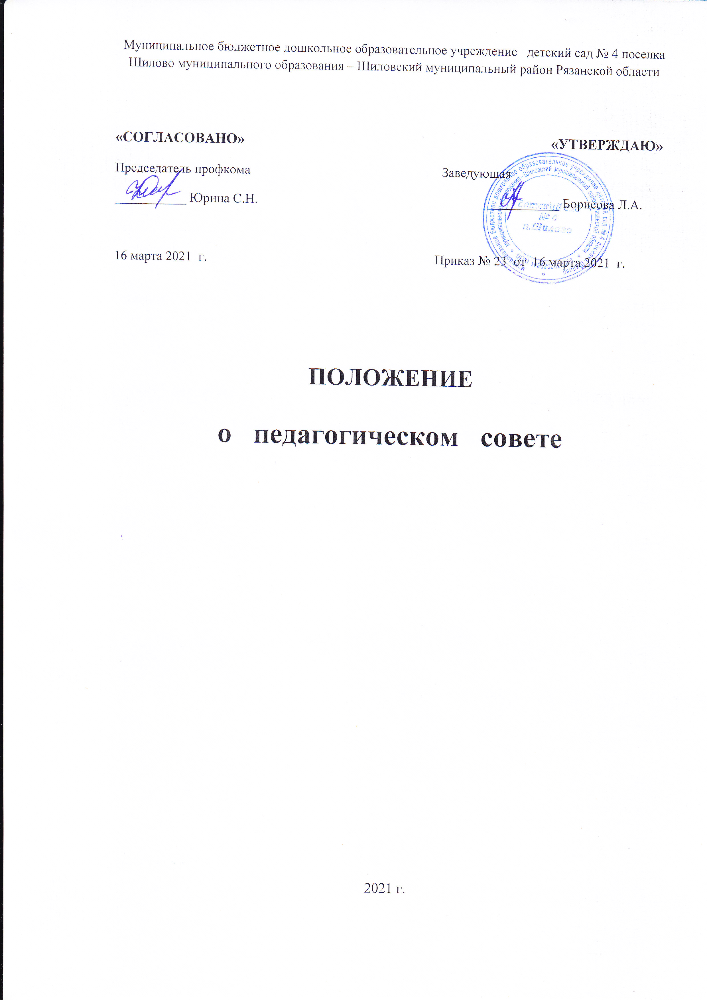 Муниципальное бюджетное дошкольное образовательное учреждение детский сад № 4 поселка
Шилово муниципального образования – Шиловский муниципальный район Рязанской области
«СОГЛАСОВАНО»
«УТВЕРЖДАЮ»
Председатель профкома
Заведующая
____________ Юрина С.Н.
_____________ Борисова Л.А.
16 марта 2021 г.
Приказ № 23 от 16 марта 2021 г.
муниципальное бюджетное дошкольное образовательное учреждение детский сад № 4 поселка Шилово
муниципального образования - Шиловский муниципальный район Рязанской области
ОГРН
детский сад
№ 4
п.Шилово
ПОЛОЖЕНИЕ
о педагогическом совете
2021 г.